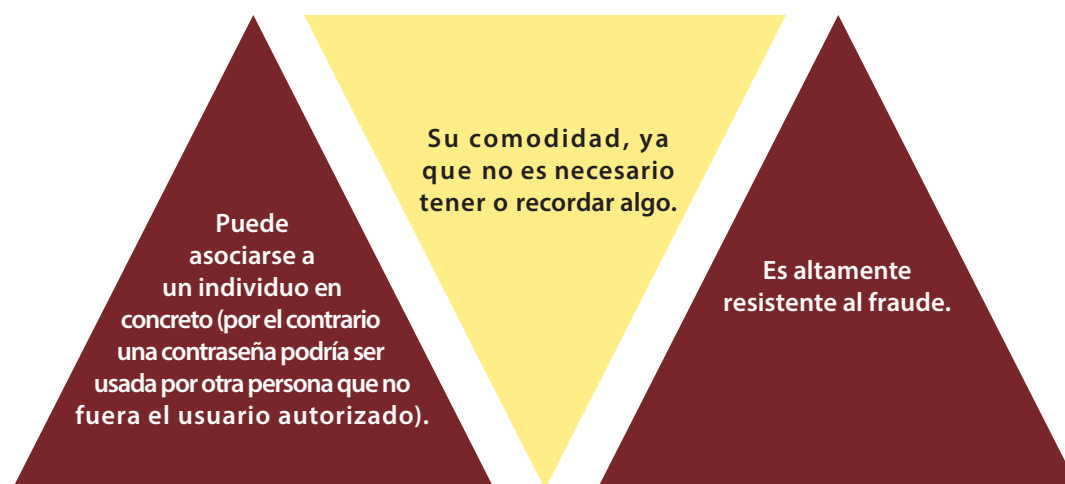 Puede
asociarse a
un individuo en
concreto (por el contrario
una contraseña podría ser
usada por otra persona que no
fuera el usuario autorizado).
Su comodidad, ya
que no es necesario
tener o recordar algo.
Es altamente
resistente al fraude.